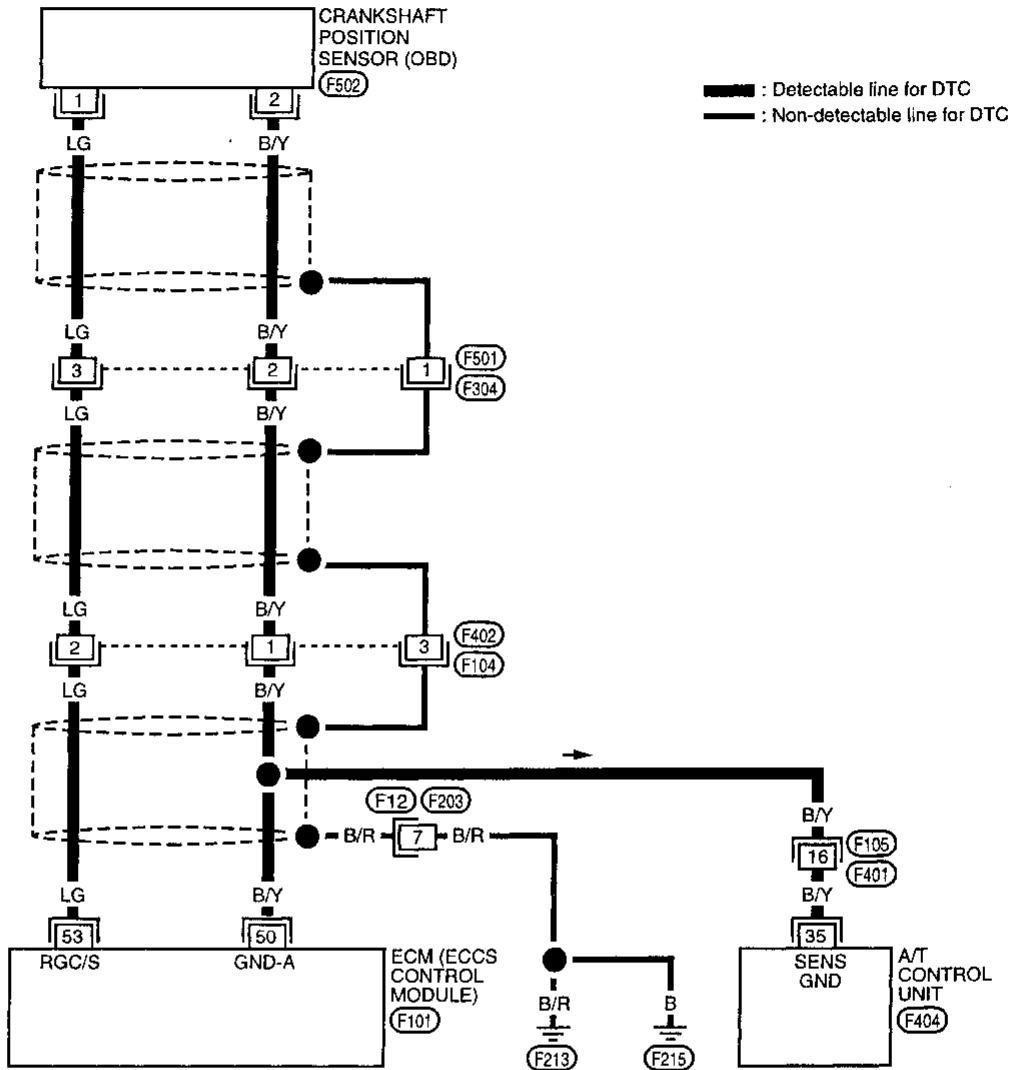 CRANKSHAFT
POSITION
SENSOR (OBD)
F502
: Detectable line for DTC
: Non-detectable line for DTC
1 2
LG B/Y
LG B/Y
3 2 1 F501
F304
LG B/Y
LG B/Y
2 1 3 F402
F104
LG B/Y
F12 F203
B/R 7 B/R
B/Y
16 F105
F401
B/Y
LG B/Y
53 50
RGC/S GND-A
ECM (ECCS
CONTROL
MODULE)
F101
35
SENS
GND
A/T
CONTROL
UNIT
F404
B/R B
F213 F215